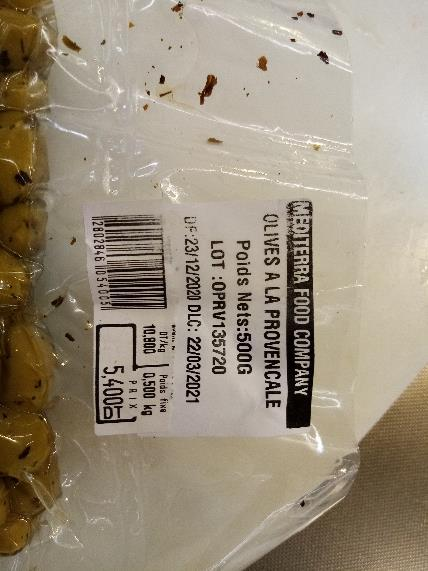 MEDITERRA FOOD COMPANY
OLIVES A LA PROVENCALE
Poids Nets:500G
LOT :OPRV135720
DF:23/12/2020 DLC: 22/03/2021
DT/kg Poids fixe
10,800 0,500 kg
PRIX
5,400